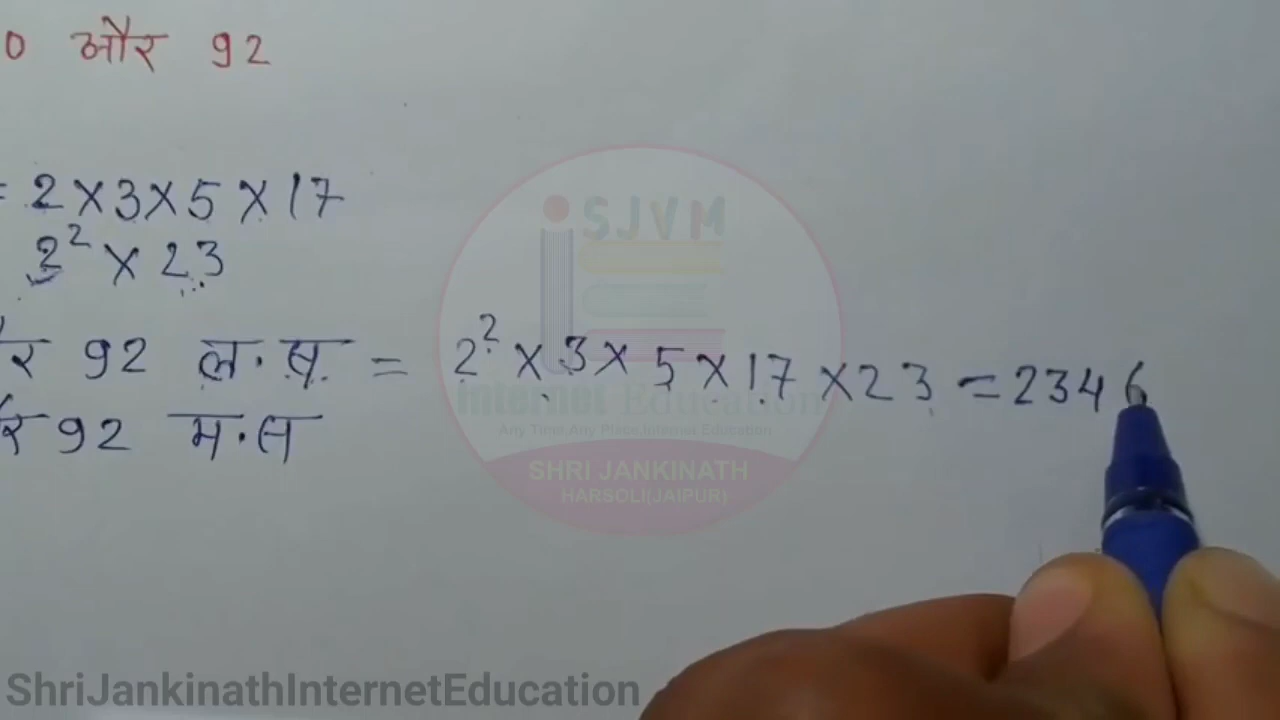 0 और 92
= 2 × 3 × 5 × 17
2² × 23
र 92 ल.स. = 2² × 3 × 5 × 17 × 23 = 2346
र 92 म.स
SJVM
Internet Education
Any Time,Any Place,Internet Education
SHRI JANKINATH
HARSOLI(JAIPUR)
ShriJankinathInternetEducation